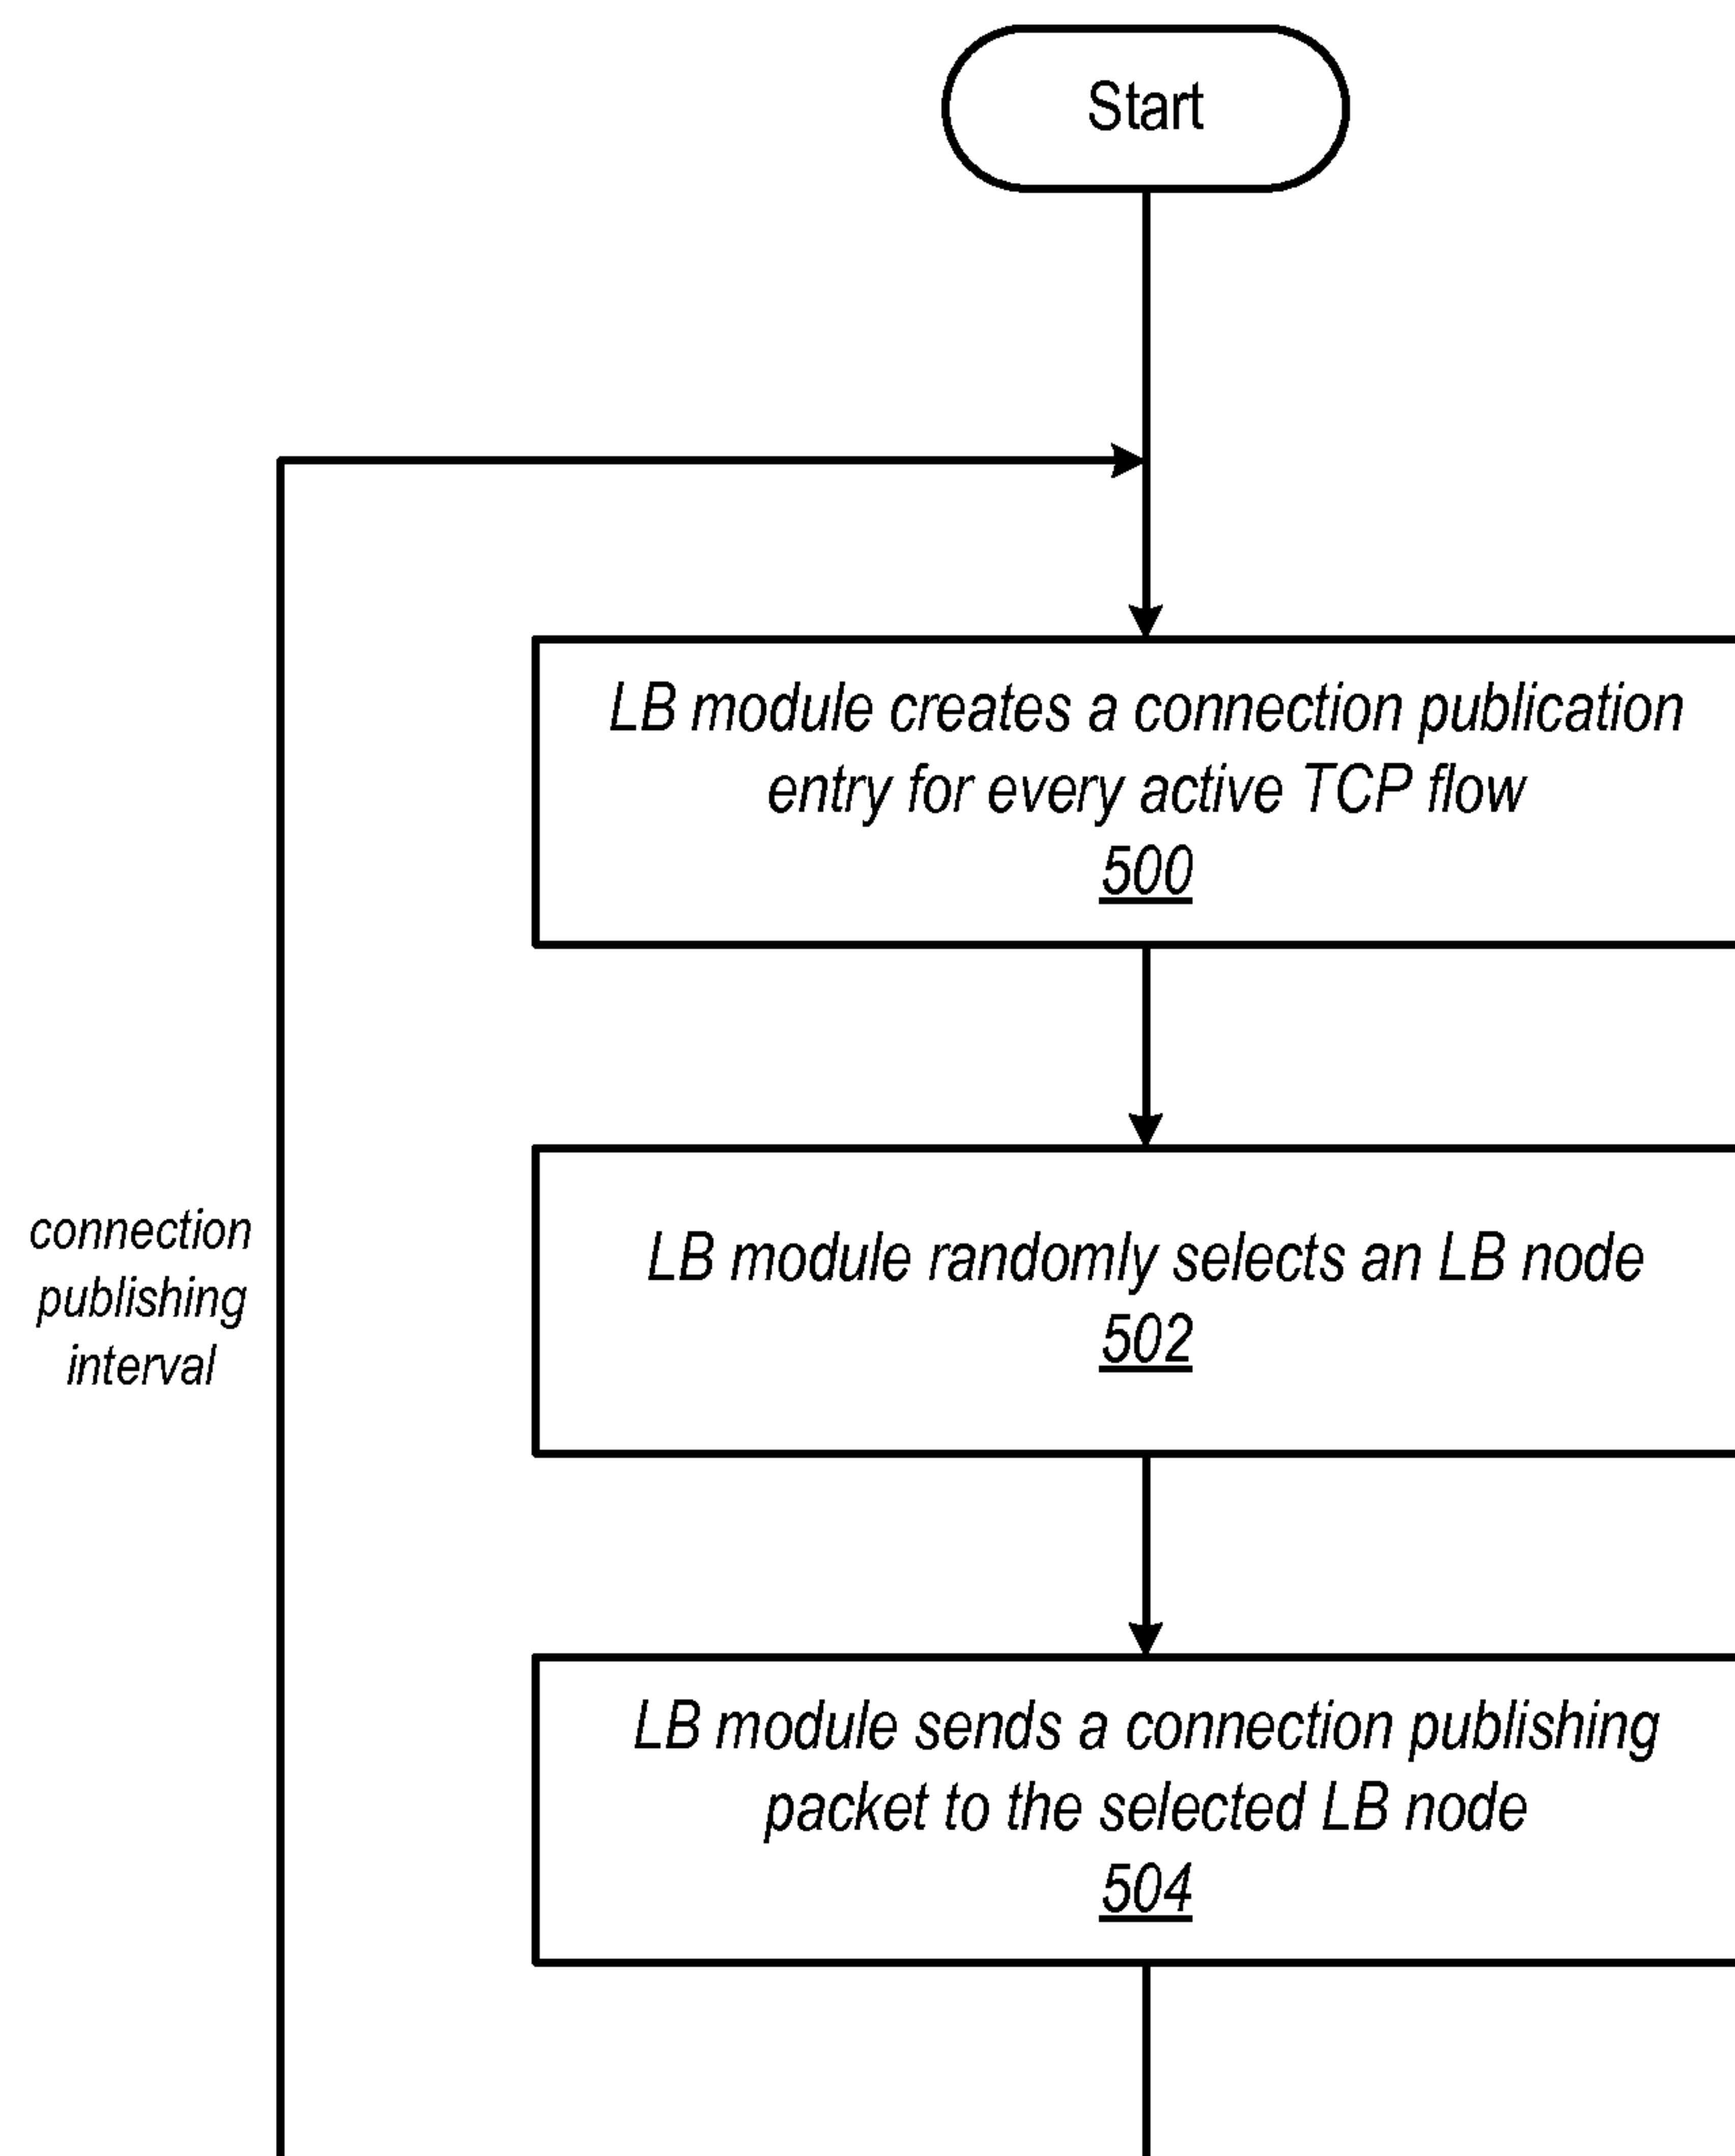 Start
LB module creates a connection publication
entry for every active TCP flow
500
LB module randomly selects an LB node
502
connection
publishing
interval
LB module sends a connection publishing
packet to the selected LB node
504